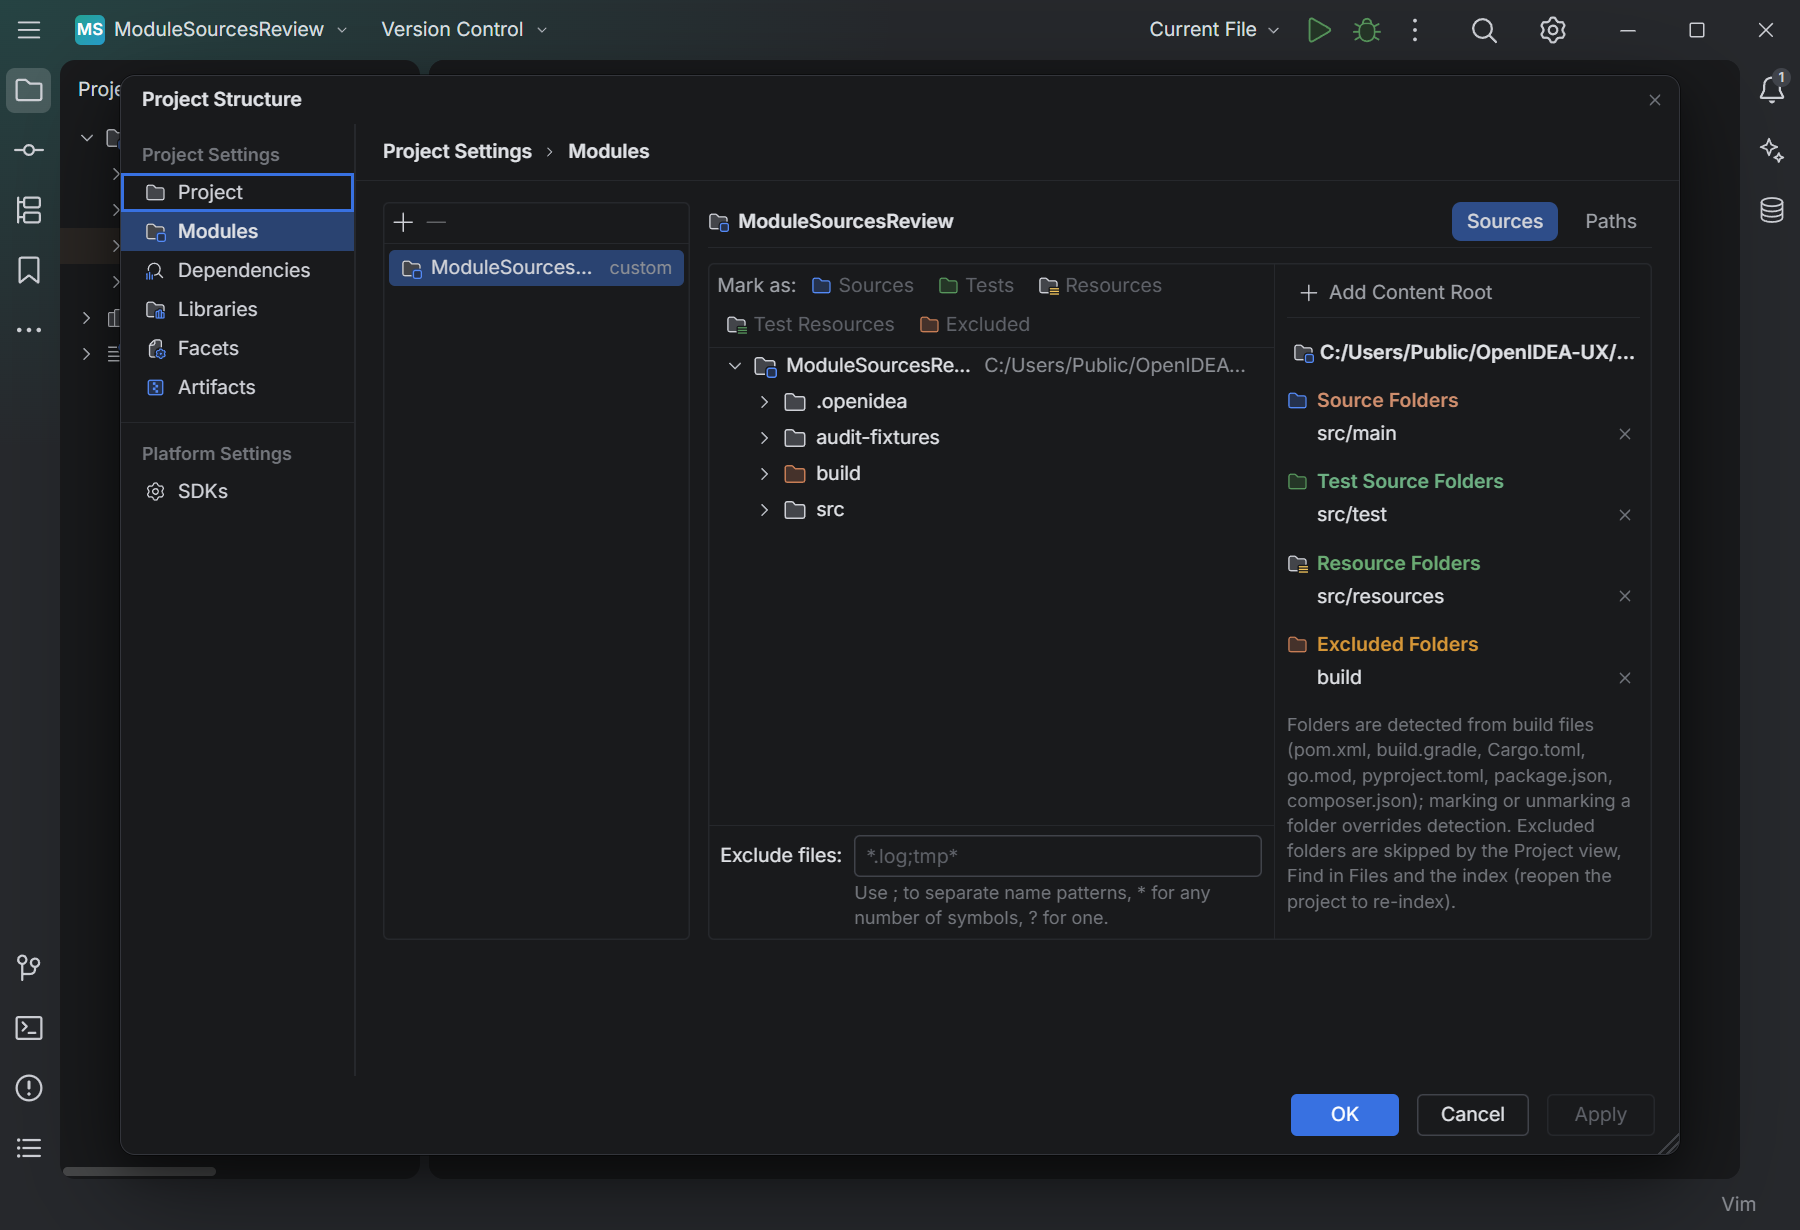 MS ModuleSourcesReview Version Control Current File
1
Proje
Project Structure
Project Settings
Project
Modules
Dependencies
Libraries
Facets
Artifacts
Platform Settings
SDKs
Project Settings › Modules
ModuleSources... custom
ModuleSourcesReview Sources Paths
Mark as: Sources Tests Resources
Test Resources Excluded
ModuleSourcesRe... C:/Users/Public/OpenIDEA...
.openidea
audit-fixtures
build
src
Exclude files: *.log;tmp*
Use ; to separate name patterns, * for any
number of symbols, ? for one.
Add Content Root
C:/Users/Public/OpenIDEA-UX/...
Source Folders
src/main
Test Source Folders
src/test
Resource Folders
src/resources
Excluded Folders
build
Folders are detected from build files
(pom.xml, build.gradle, Cargo.toml,
go.mod, pyproject.toml, package.json,
composer.json); marking or unmarking a
folder overrides detection. Excluded
folders are skipped by the Project view,
Find in Files and the index (reopen the
project to re-index).
OK Cancel Apply
Vim